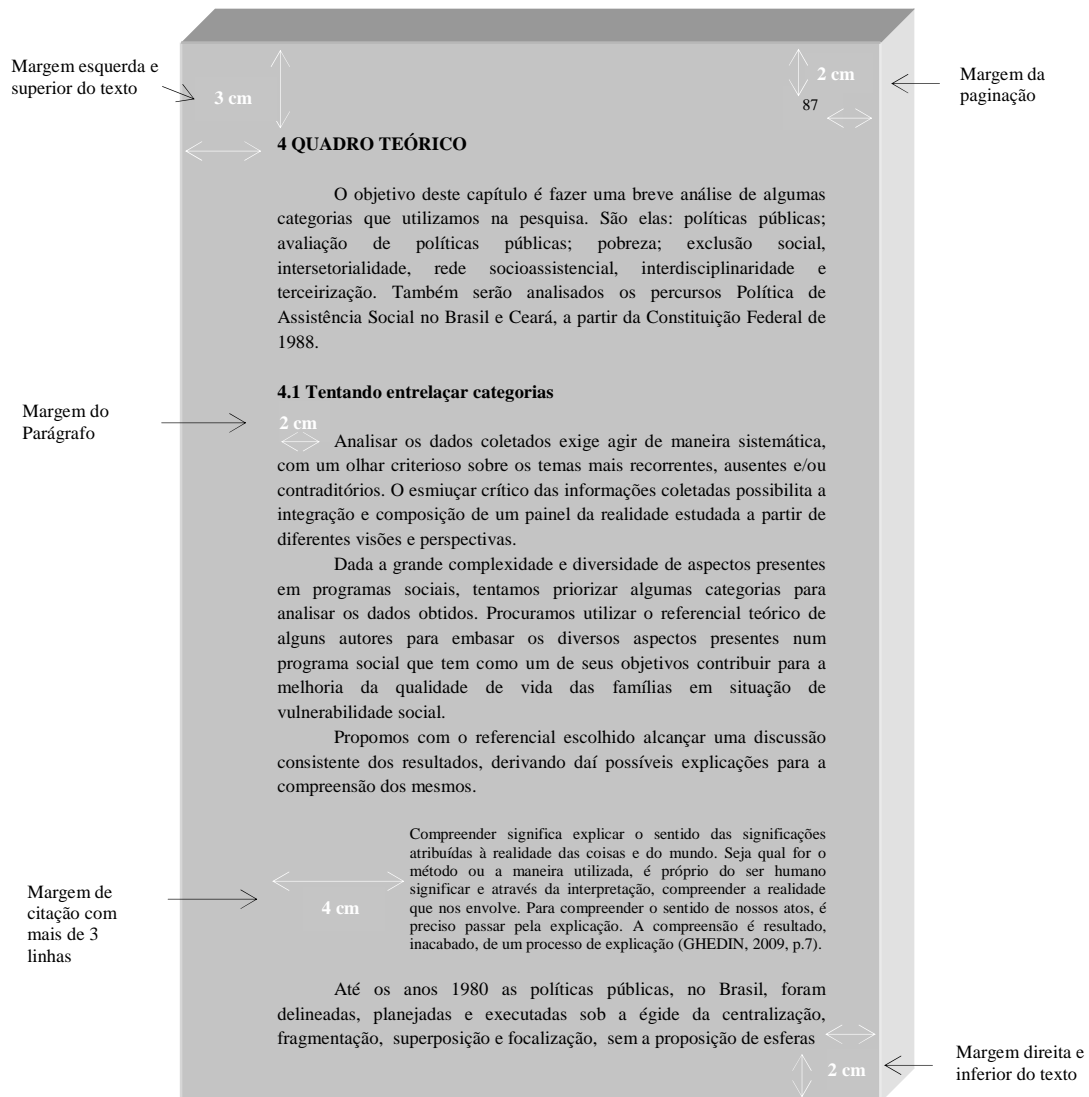 Margem esquerda e
superior do texto
3 cm
2 cm
Margem da
paginação
87
4 QUADRO TEÓRICO
O objetivo deste capítulo é fazer uma breve análise de algumas
categorias que utilizamos na pesquisa. São elas: políticas públicas;
avaliação de políticas públicas; pobreza; exclusão social,
intersetorialidade, rede socioassistencial, interdisciplinaridade e
terceirização. Também serão analisados os percursos Política de
Assistência Social no Brasil e Ceará, a partir da Constituição Federal de
1988.
4.1 Tentando entrelaçar categorias
Margem do
Parágrafo
2 cm
Analisar os dados coletados exige agir de maneira sistemática,
com um olhar criterioso sobre os temas mais recorrentes, ausentes e/ou
contraditórios. O esmiuçar crítico das informações coletadas possibilita a
integração e composição de um painel da realidade estudada a partir de
diferentes visões e perspectivas.
Dada a grande complexidade e diversidade de aspectos presentes
em programas sociais, tentamos priorizar algumas categorias para
analisar os dados obtidos. Procuramos utilizar o referencial teórico de
alguns autores para embasar os diversos aspectos presentes num
programa social que tem como um de seus objetivos contribuir para a
melhoria da qualidade de vida das famílias em situação de
vulnerabilidade social.
Propomos com o referencial escolhido alcançar uma discussão
consistente dos resultados, derivando daí possíveis explicações para a
compreensão dos mesmos.
Compreender significa explicar o sentido das significações
atribuídas à realidade das coisas e do mundo. Seja qual for o
método ou a maneira utilizada, é próprio do ser humano
significar e através da interpretação, compreender a realidade
que nos envolve. Para compreender o sentido de nossos atos, é
preciso passar pela explicação. A compreensão é resultado,
inacabado, de um processo de explicação (GHEDIN, 2009, p.7).
Margem de
citação com
mais de 3
linhas
4 cm
Até os anos 1980 as políticas públicas, no Brasil, foram
delineadas, planejadas e executadas sob a égide da centralização,
fragmentação, superposição e focalização, sem a proposição de esferas
2 cm
Margem direita e
inferior do texto